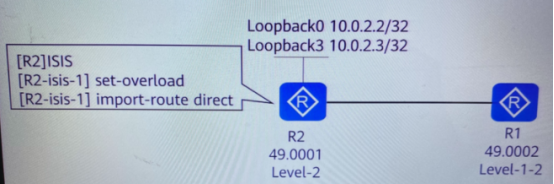 Loopback0 10.0.2.2/32
Loopback3 10.0.2.3/32
[R2]ISIS
[R2-isis-1] set-overload
[R2-isis-1] import-route direct
R
R
R2
49.0001
Level-2
R1
49.0002
Level-1-2